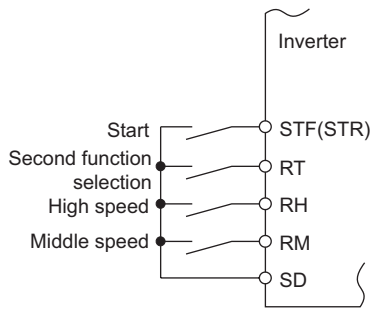 Inverter
Start
STF(STR)
Second function
selection
RT
High speed
RH
Middle speed
RM
SD